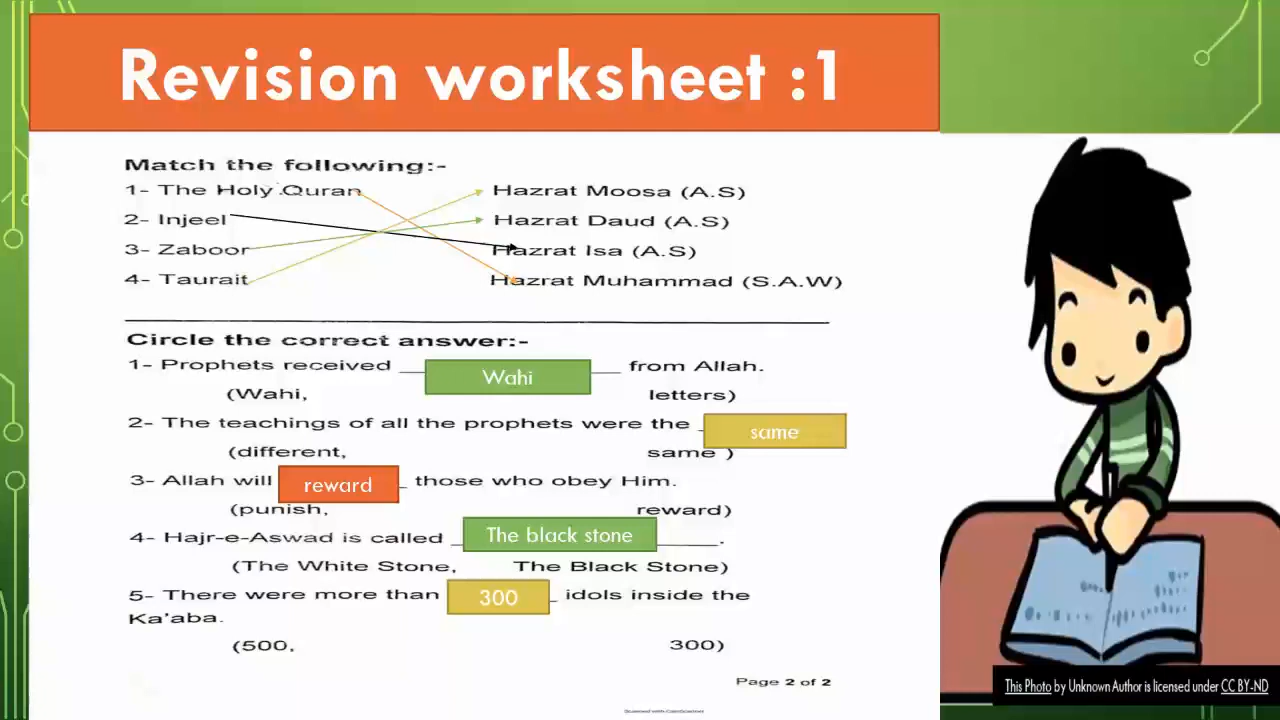 Revision worksheet :1
Match the following:-
1- The Holy Quran Hazrat Moosa (A.S)
2- Injeel Hazrat Daud (A.S)
3- Zaboor Hazrat Isa (A.S)
4- Taurait Hazrat Muhammad (S.A.W)
Circle the correct answer:-
1- Prophets received Wahi from Allah.
(Wahi, letters)
2- The teachings of all the prophets were the same
(different, same )
3- Allah will reward those who obey Him.
(punish, reward)
4- Hajr-e-Aswad is called The black stone .
(The White Stone, The Black Stone)
5- There were more than 300 idols inside the
Ka'aba.
(500, 300)
Page 2 of 2
Scanned with CamScanner
This Photo by Unknown Author is licensed under CC BY-ND